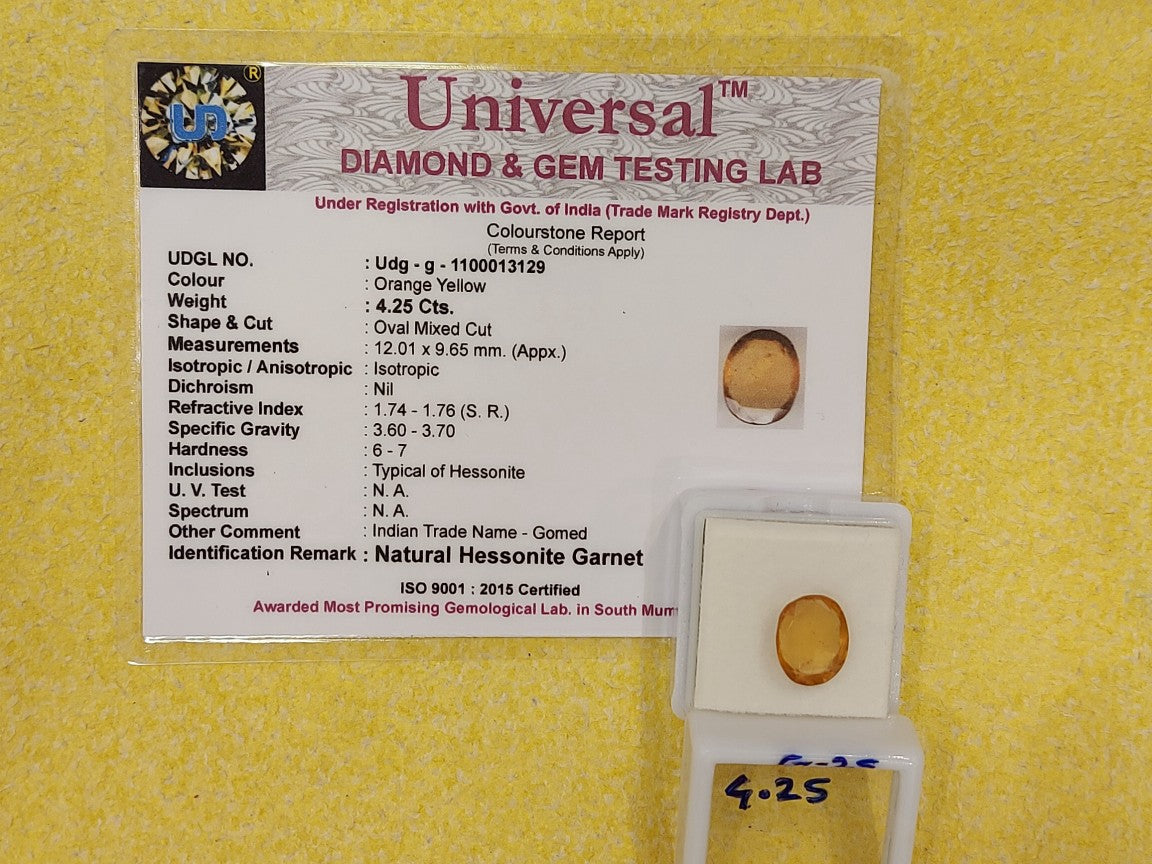 UD ®
Universal™
DIAMOND & GEM TESTING LAB
Under Registration with Govt. of India (Trade Mark Registry Dept.)
Colourstone Report
(Terms & Conditions Apply)
UDGL NO. : Udg - g - 1100013129
Colour : Orange Yellow
Weight : 4.25 Cts.
Shape & Cut : Oval Mixed Cut
Measurements : 12.01 x 9.65 mm. (Appx.)
Isotropic / Anisotropic : Isotropic
Dichroism : Nil
Refractive Index : 1.74 - 1.76 (S. R.)
Specific Gravity : 3.60 - 3.70
Hardness : 6 - 7
Inclusions : Typical of Hessonite
U. V. Test : N. A.
Spectrum : N. A.
Other Comment : Indian Trade Name - Gomed
Identification Remark : Natural Hessonite Garnet
ISO 9001 : 2015 Certified
Awarded Most Promising Gemological Lab. in South
4.25